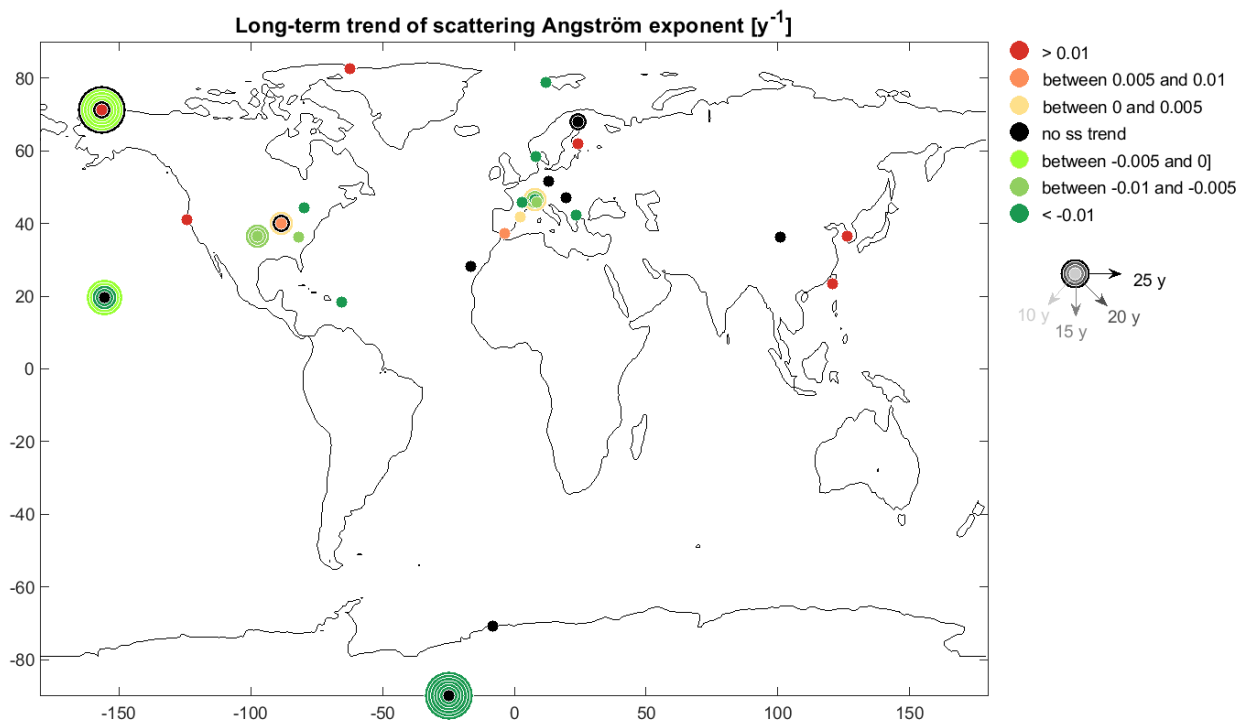 Long-term trend of scattering Angström exponent [y-1]
> 0.01
between 0.005 and 0.01
between 0 and 0.005
no ss trend
between -0.005 and 0]
between -0.01 and -0.005
< -0.01
25 y
10 y
20 y
15 y
80
60
40
20
0
-20
-40
-60
-80
-150
-100
-50
0
50
100
150